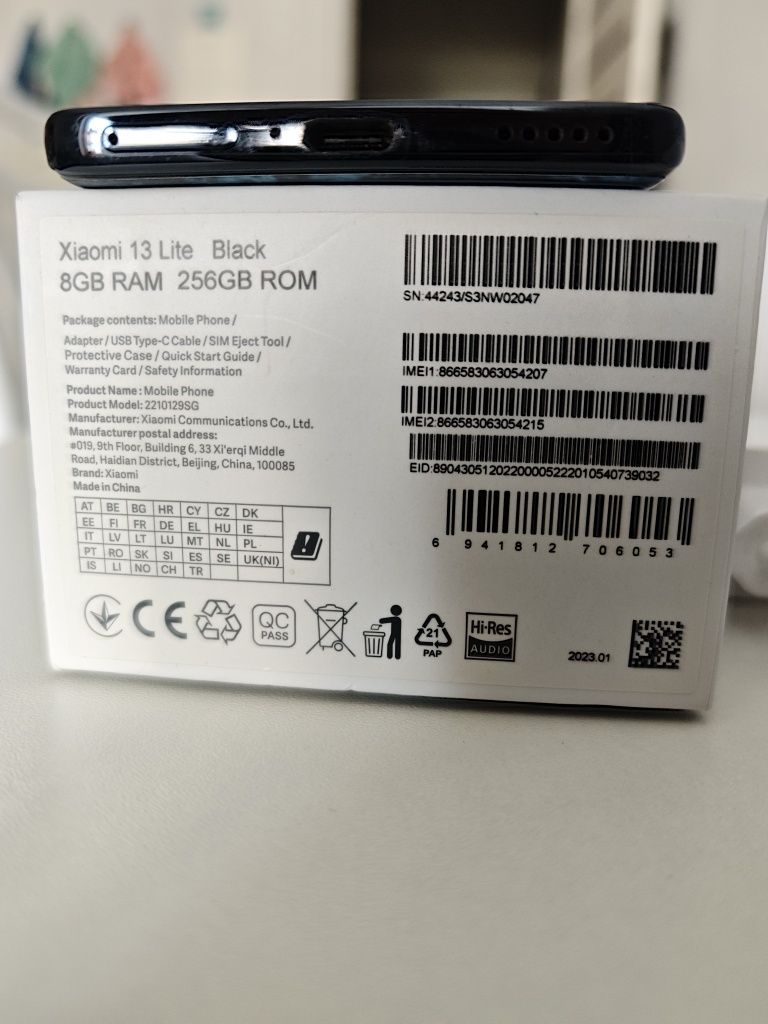 Xiaomi 13 Lite Black
8GB RAM 256GB ROM
Package contents: Mobile Phone /
Adapter / USB Type-C Cable / SIM Eject Tool /
Protective Case / Quick Start Guide /
Warranty Card / Safety Information
Product Name: Mobile Phone
Product Model: 2210129SG
Manufacturer: Xiaomi Communications Co., Ltd.
Manufacturer postal address:
#019, 9th Floor, Building 6, 33 Xi'erqi Middle
Road, Haidian District, Beijing, China, 100085
Brand: Xiaomi
Made in China
AT BE BG HR CY CZ DK
EE FI FR DE EL HU IE
IT LV LT LU MT NL PL
PT RO SK SI ES SE UK(NI)
IS LI NO CH TR
SN:44243/S3NW02047
IMEI1:866583063054207
IMEI2:866583063054215
EID:89043051202200005222010540739032
6 941812 706053
CE
QC
PASS
21
PAP
Hi-Res
AUDIO
2023.01